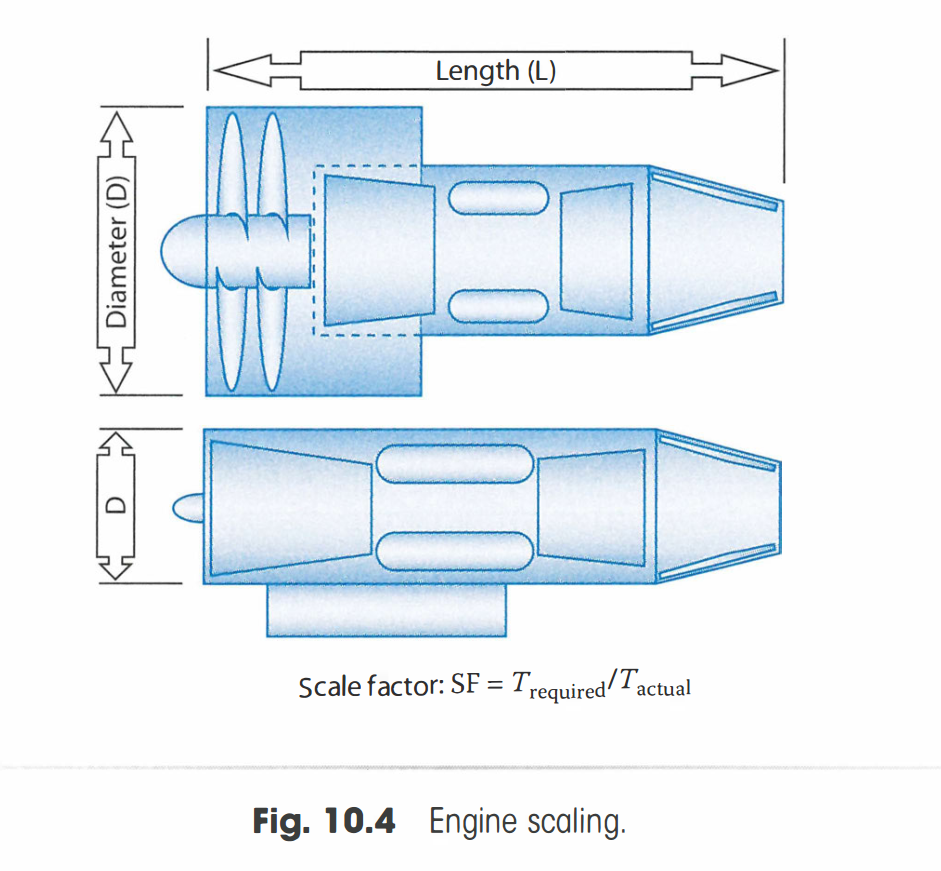 Length (L)
Diameter (D)
D
Scale factor: SF = T_required/T_actual
Fig. 10.4 Engine scaling.